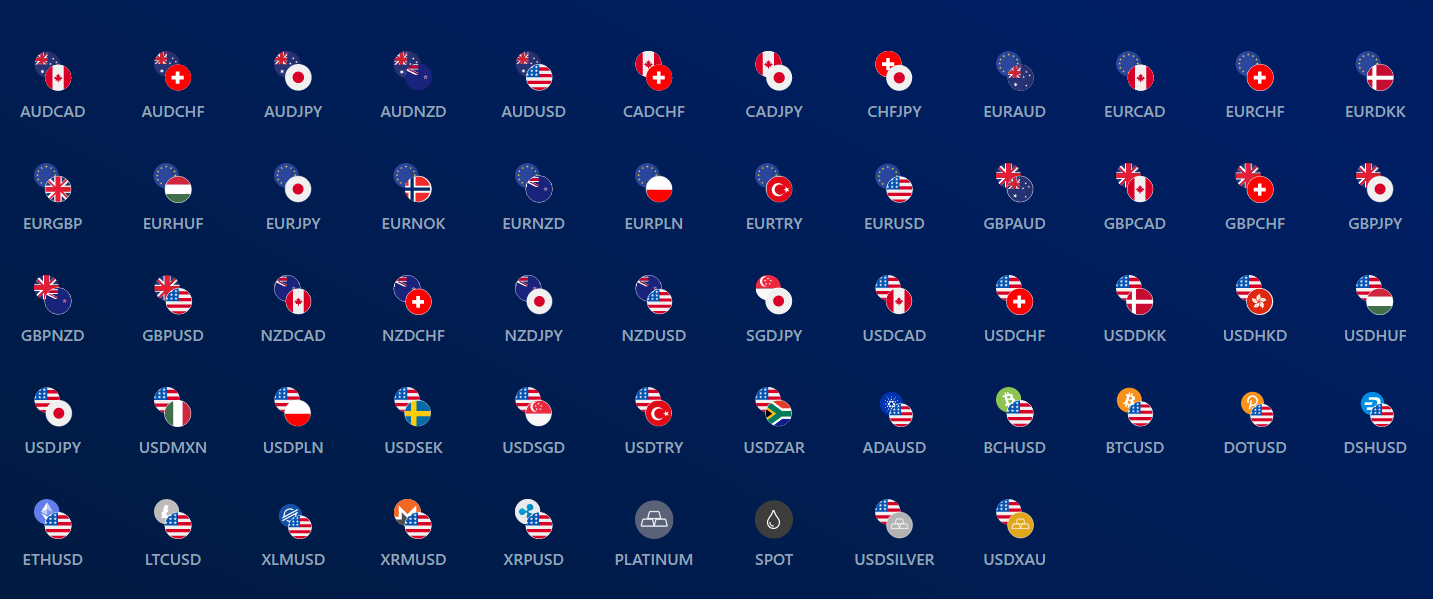 AUDCAD AUDCHF AUDJPY AUDNZD AUDUSD CADCHF CADJPY CHFJPY EURAUD EURCAD EURCHF EURDKK
EURGBP EURHUF EURJPY EURNOK EURNZD EURPLN EURTRY EURUSD GBPAUD GBPCAD GBPCHF GBPJPY
GBPNZD GBPUSD NZDCAD NZDCHF NZDJPY NZDUSD SGDJPY USDCAD USDCHF USDDKK USDHKD USDHUF
USDJPY USDMXN USDPLN USDSEK USDSGD USDTRY USDZAR ADAUSD BCHUSD BTCUSD DOTUSD DSHUSD
ETHUSD LTCUSD XLMUSD XRMUSD XRPUSD PLATINUM SPOT USDSILVER USDXAU